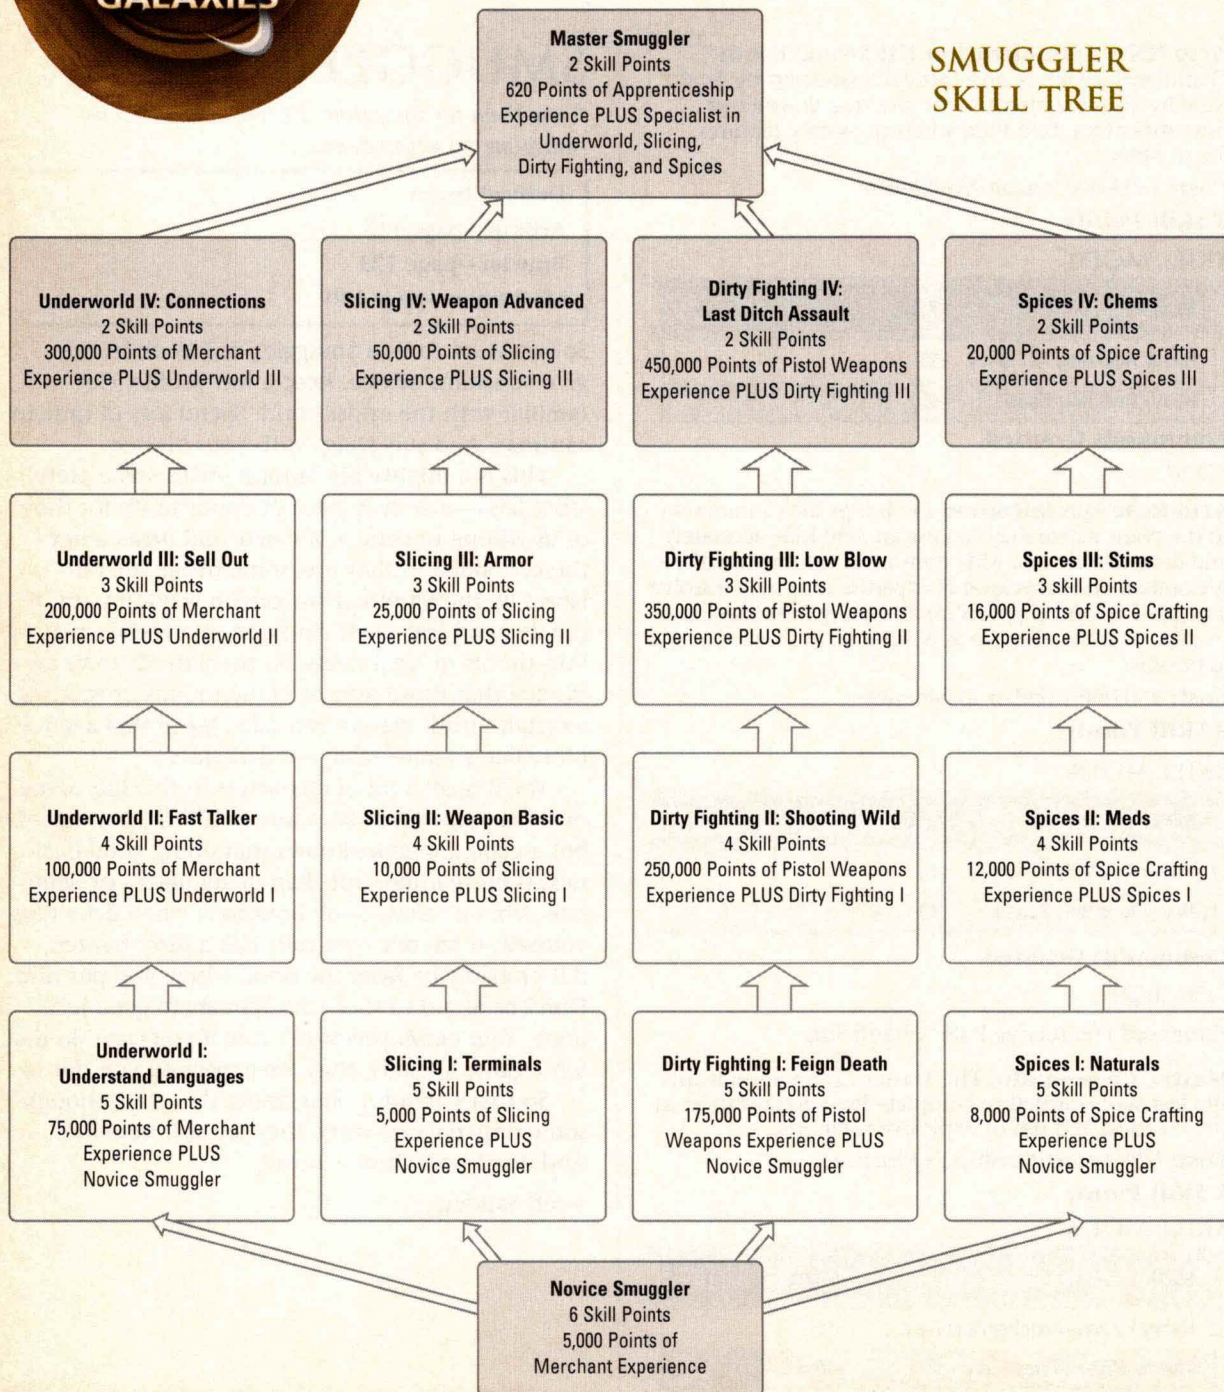 GALAXIES
SMUGGLER
SKILL TREE
Master Smuggler
2 Skill Points
620 Points of Apprenticeship
Experience PLUS Specialist in
Underworld, Slicing,
Dirty Fighting, and Spices
Underworld IV: Connections
2 Skill Points
300,000 Points of Merchant
Experience PLUS Underworld III
Slicing IV: Weapon Advanced
2 Skill Points
50,000 Points of Slicing
Experience PLUS Slicing III
Dirty Fighting IV:
Last Ditch Assault
2 Skill Points
450,000 Points of Pistol Weapons
Experience PLUS Dirty Fighting III
Spices IV: Chems
2 Skill Points
20,000 Points of Spice Crafting
Experience PLUS Spices III
Underworld III: Sell Out
3 Skill Points
200,000 Points of Merchant
Experience PLUS Underworld II
Slicing III: Armor
3 Skill Points
25,000 Points of Slicing
Experience PLUS Slicing II
Dirty Fighting III: Low Blow
3 Skill Points
350,000 Points of Pistol Weapons
Experience PLUS Dirty Fighting II
Spices III: Stims
3 skill Points
16,000 Points of Spice Crafting
Experience PLUS Spices II
Underworld II: Fast Talker
4 Skill Points
100,000 Points of Merchant
Experience PLUS Underworld I
Slicing II: Weapon Basic
4 Skill Points
10,000 Points of Slicing
Experience PLUS Slicing I
Dirty Fighting II: Shooting Wild
4 Skill Points
250,000 Points of Pistol Weapons
Experience PLUS Dirty Fighting I
Spices II: Meds
4 Skill Points
12,000 Points of Spice Crafting
Experience PLUS Spices I
Underworld I:
Understand Languages
5 Skill Points
75,000 Points of Merchant
Experience PLUS
Novice Smuggler
Slicing I: Terminals
5 Skill Points
5,000 Points of Slicing
Experience PLUS
Novice Smuggler
Dirty Fighting I: Feign Death
5 Skill Points
175,000 Points of Pistol
Weapons Experience PLUS
Novice Smuggler
Spices I: Naturals
5 Skill Points
8,000 Points of Spice Crafting
Experience PLUS
Novice Smuggler
Novice Smuggler
6 Skill Points
5,000 Points of
Merchant Experience